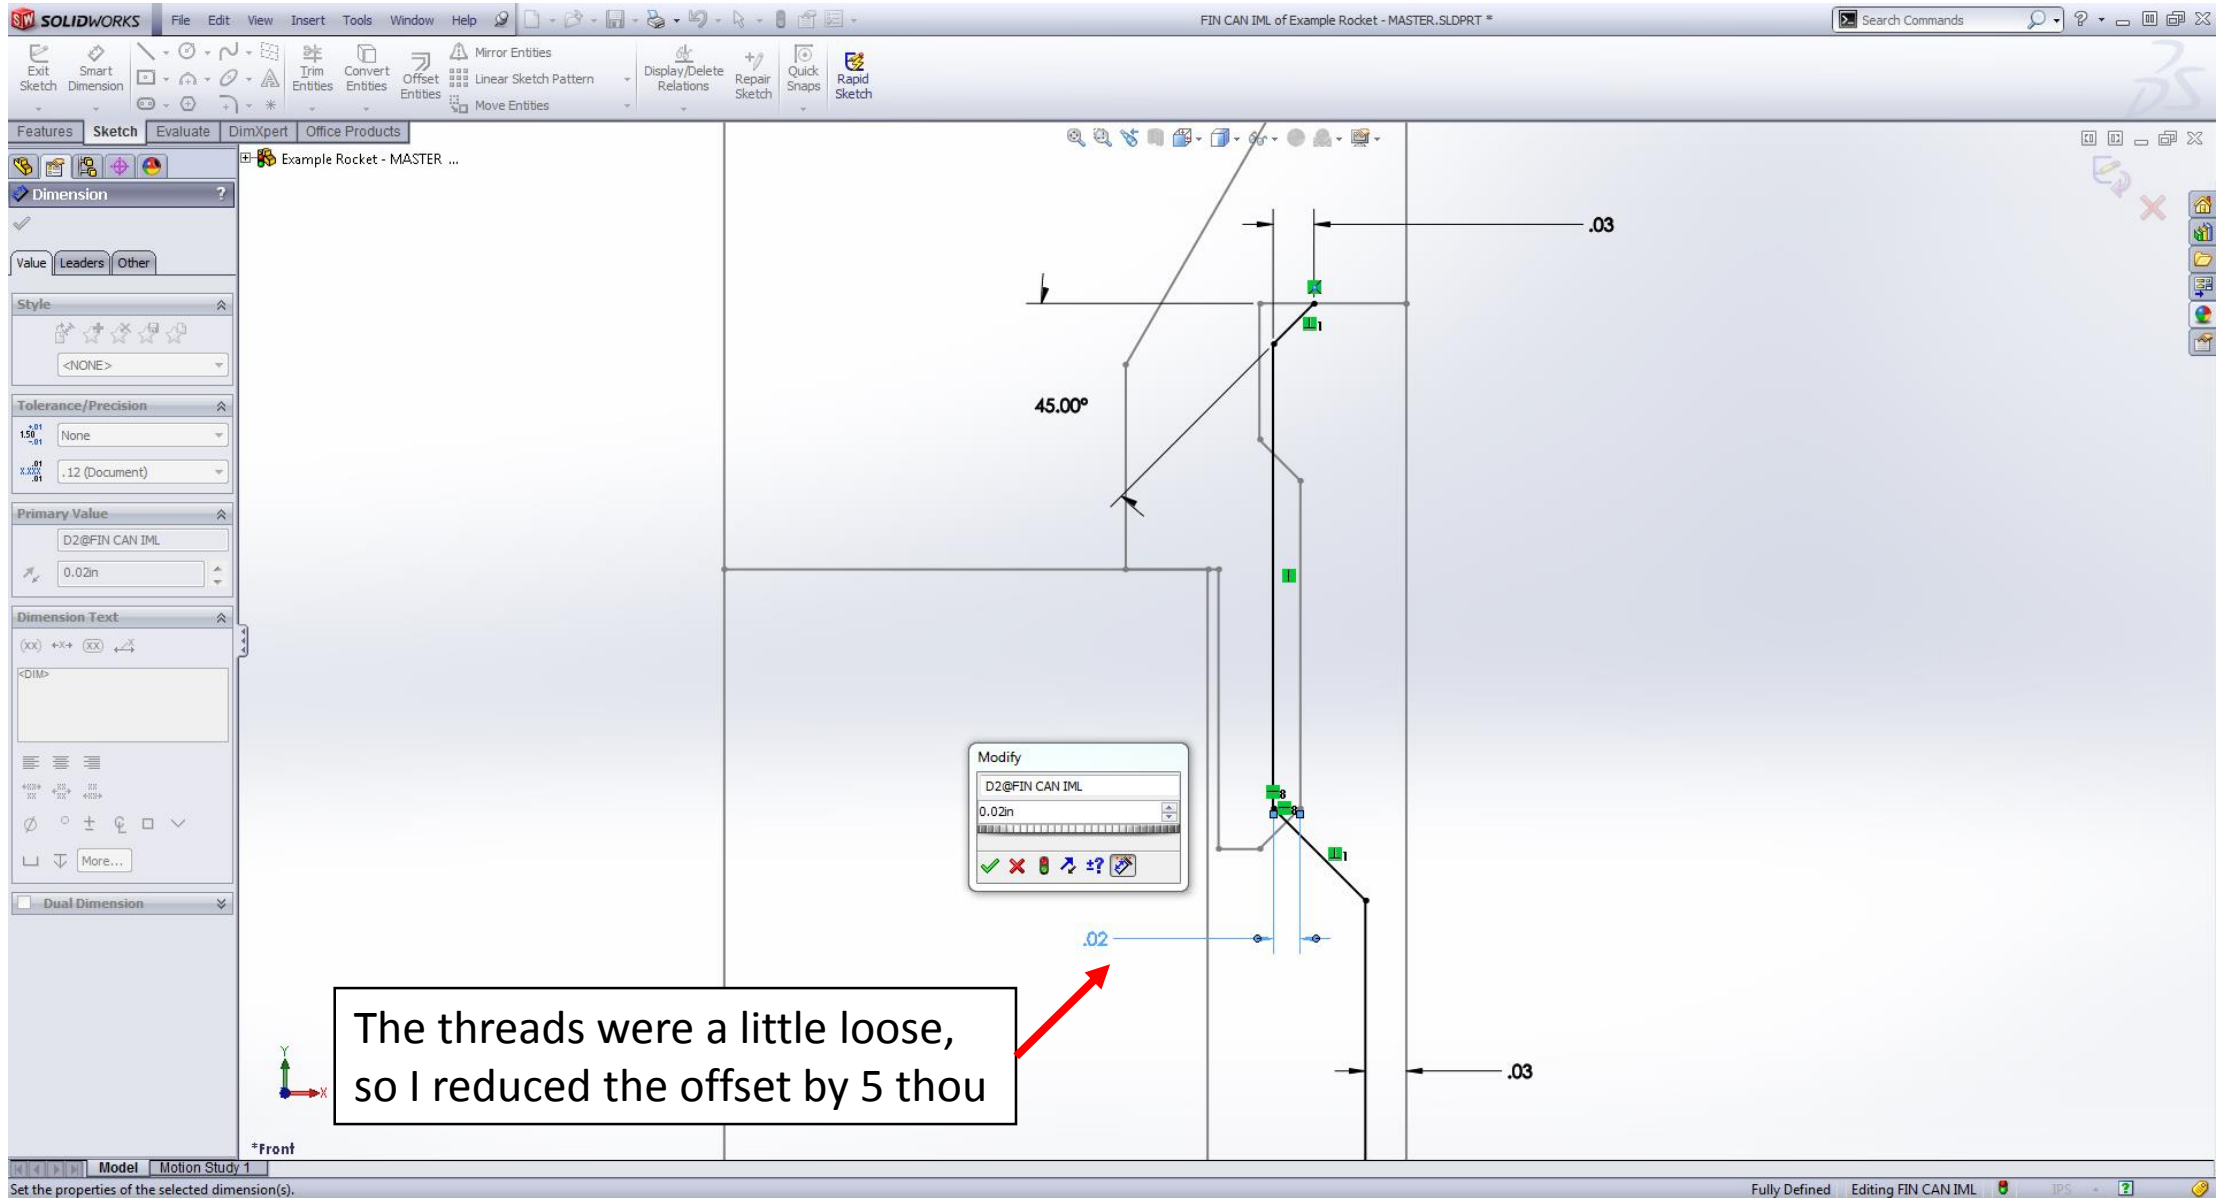 SOLIDWORKS File Edit View Insert Tools Window Help
FIN CAN IML of Example Rocket - MASTER.SLDPRT *
Search Commands
Exit Sketch
Smart Dimension
Trim Entities
Convert Entities
Offset Entities
Mirror Entities
Linear Sketch Pattern
Move Entities
Display/Delete Relations
Repair Sketch
Quick Snaps
Rapid Sketch
Features Sketch Evaluate DimXpert Office Products
Example Rocket - MASTER ...
Dimension ?
Value Leaders Other
Style
<NONE>
Tolerance/Precision
None
.12 (Document)
Primary Value
D2@FIN CAN IML
0.02in
Dimension Text
<DIM>
More...
Dual Dimension
.03
45.00°
Modify
D2@FIN CAN IML
0.02in
.02
.03
The threads were a little loose,
so I reduced the offset by 5 thou
Y
X
*Front
Model Motion Study 1
Set the properties of the selected dimension(s).
Fully Defined Editing FIN CAN IML IPS